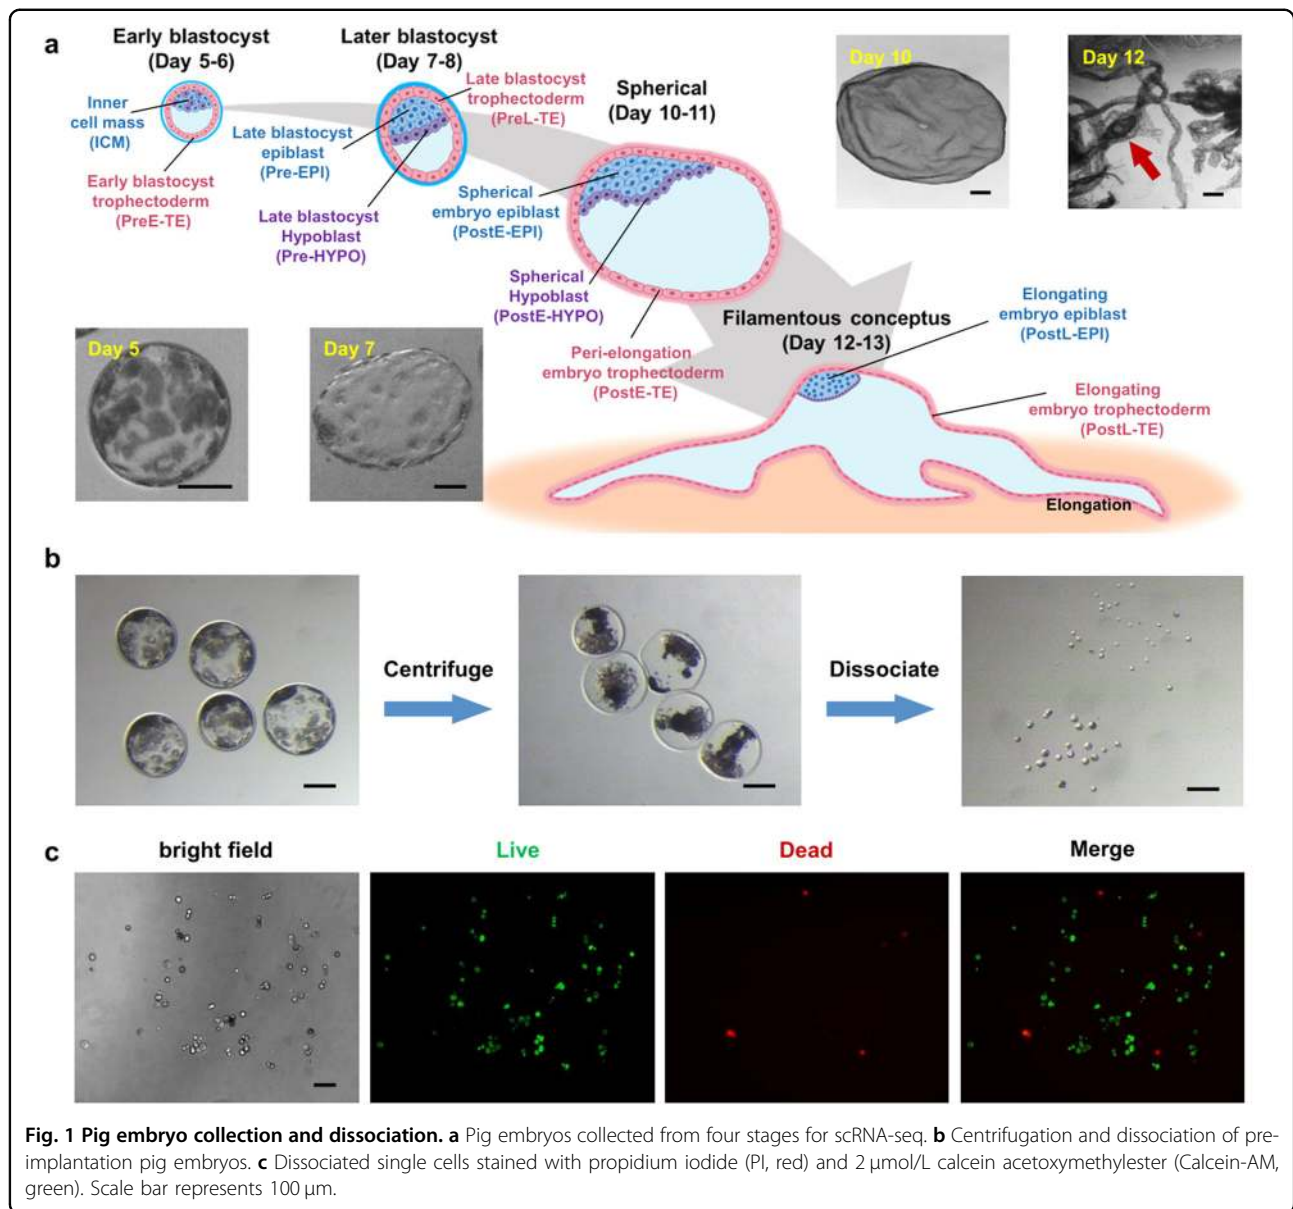 a
Early blastocyst
(Day 5-6)
Later blastocyst
(Day 7-8)
Inner
cell mass
(ICM)
Early blastocyst
trophectoderm
(PreE-TE)
Late blastocyst
trophectoderm
(PreL-TE)
Late blastocyst
epiblast
(Pre-EPI)
Late blastocyst
Hypoblast
(Pre-HYPO)
Spherical
(Day 10-11)
Spherical
embryo epiblast
(PostE-EPI)
Spherical
Hypoblast
(PostE-HYPO)
Peri-elongation
embryo trophectoderm
(PostE-TE)
Day 10
Day 12
Filamentous conceptus
(Day 12-13)
Elongating
embryo epiblast
(PostL-EPI)
Elongating
embryo trophectoderm
(PostL-TE)
Elongation
Day 5
Day 7
b
Centrifuge
Dissociate
c
bright field
Live
Dead
Merge
Fig. 1 Pig embryo collection and dissociation. a Pig embryos collected from four stages for scRNA-seq. b Centrifugation and dissociation of pre-
implantation pig embryos. c Dissociated single cells stained with propidium iodide (PI, red) and 2 μmol/L calcein acetoxymethylester (Calcein-AM,
green). Scale bar represents 100 μm.